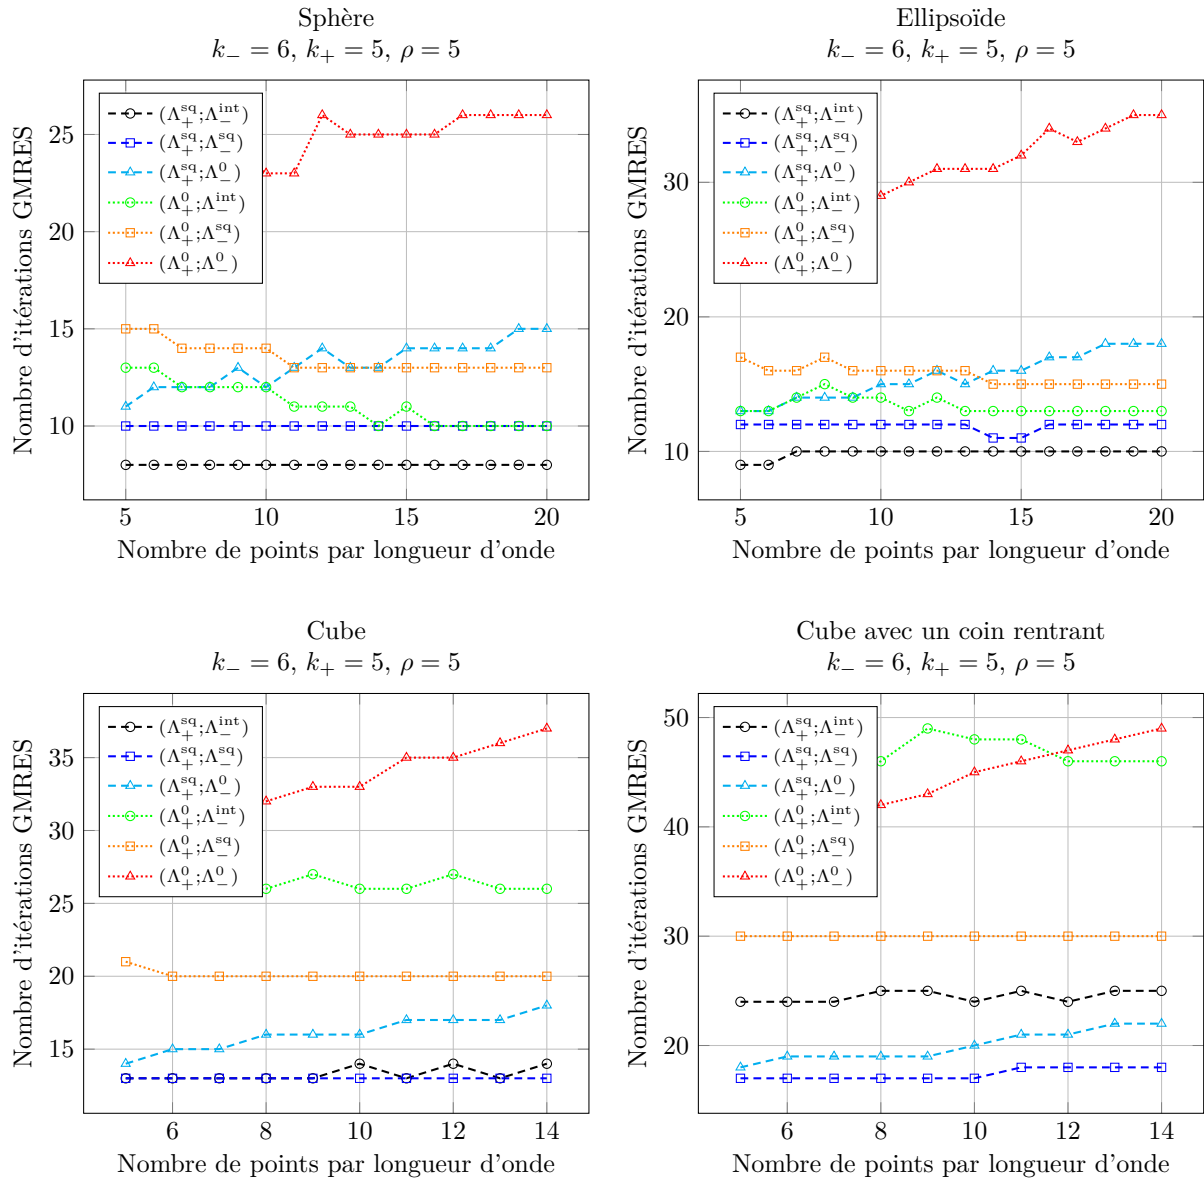 Sphère
k₋ = 6, k₊ = 5, ρ = 5
Nombre d'itérations GMRES
25
20
15
10
(Λ₊^sq;Λ₋^int)
(Λ₊^sq;Λ₋^sq)
(Λ₊^sq;Λ₋^0)
(Λ₊^0;Λ₋^int)
(Λ₊^0;Λ₋^sq)
(Λ₊^0;Λ₋^0)
5 10 15 20
Nombre de points par longueur d'onde
Ellipsoïde
k₋ = 6, k₊ = 5, ρ = 5
Nombre d'itérations GMRES
30
20
10
(Λ₊^sq;Λ₋^int)
(Λ₊^sq;Λ₋^sq)
(Λ₊^sq;Λ₋^0)
(Λ₊^0;Λ₋^int)
(Λ₊^0;Λ₋^sq)
(Λ₊^0;Λ₋^0)
5 10 15 20
Nombre de points par longueur d'onde
Cube
k₋ = 6, k₊ = 5, ρ = 5
Nombre d'itérations GMRES
35
30
25
20
15
(Λ₊^sq;Λ₋^int)
(Λ₊^sq;Λ₋^sq)
(Λ₊^sq;Λ₋^0)
(Λ₊^0;Λ₋^int)
(Λ₊^0;Λ₋^sq)
(Λ₊^0;Λ₋^0)
6 8 10 12 14
Nombre de points par longueur d'onde
Cube avec un coin rentrant
k₋ = 6, k₊ = 5, ρ = 5
Nombre d'itérations GMRES
50
40
30
20
(Λ₊^sq;Λ₋^int)
(Λ₊^sq;Λ₋^sq)
(Λ₊^sq;Λ₋^0)
(Λ₊^0;Λ₋^int)
(Λ₊^0;Λ₋^sq)
(Λ₊^0;Λ₋^0)
6 8 10 12 14
Nombre de points par longueur d'onde